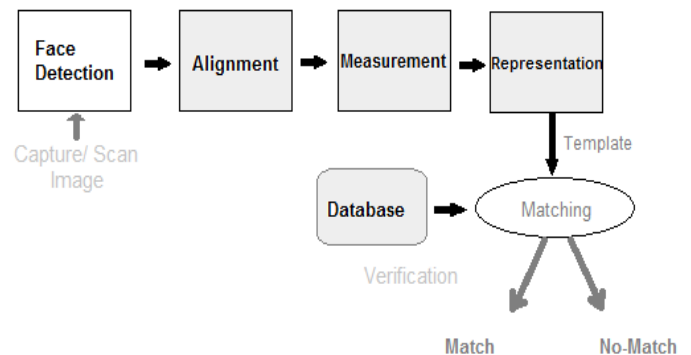 Face
Detection
Alignment
Measurement
Representation
Capture/ Scan
Image
Template
Database
Matching
Verification
Match
No-Match